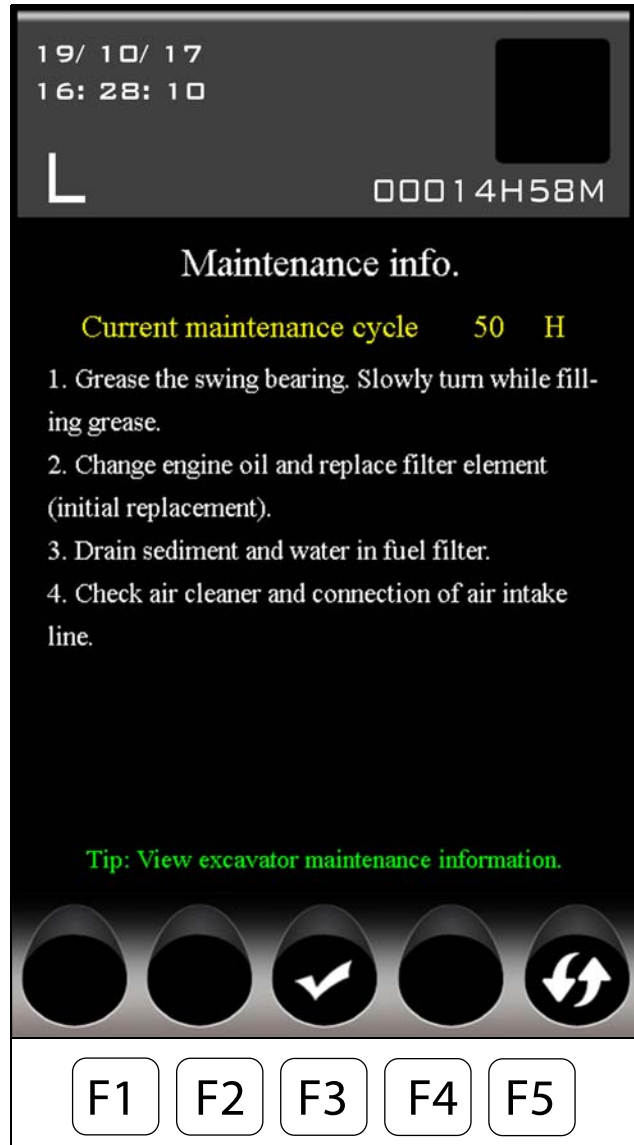 19/ 10/ 17
16: 28: 10
L
00014H58M
Maintenance info.
Current maintenance cycle 50 H
1. Grease the swing bearing. Slowly turn while fill-
ing grease.
2. Change engine oil and replace filter element
(initial replacement).
3. Drain sediment and water in fuel filter.
4. Check air cleaner and connection of air intake
line.
Tip: View excavator maintenance information.
F1 F2 F3 F4 F5